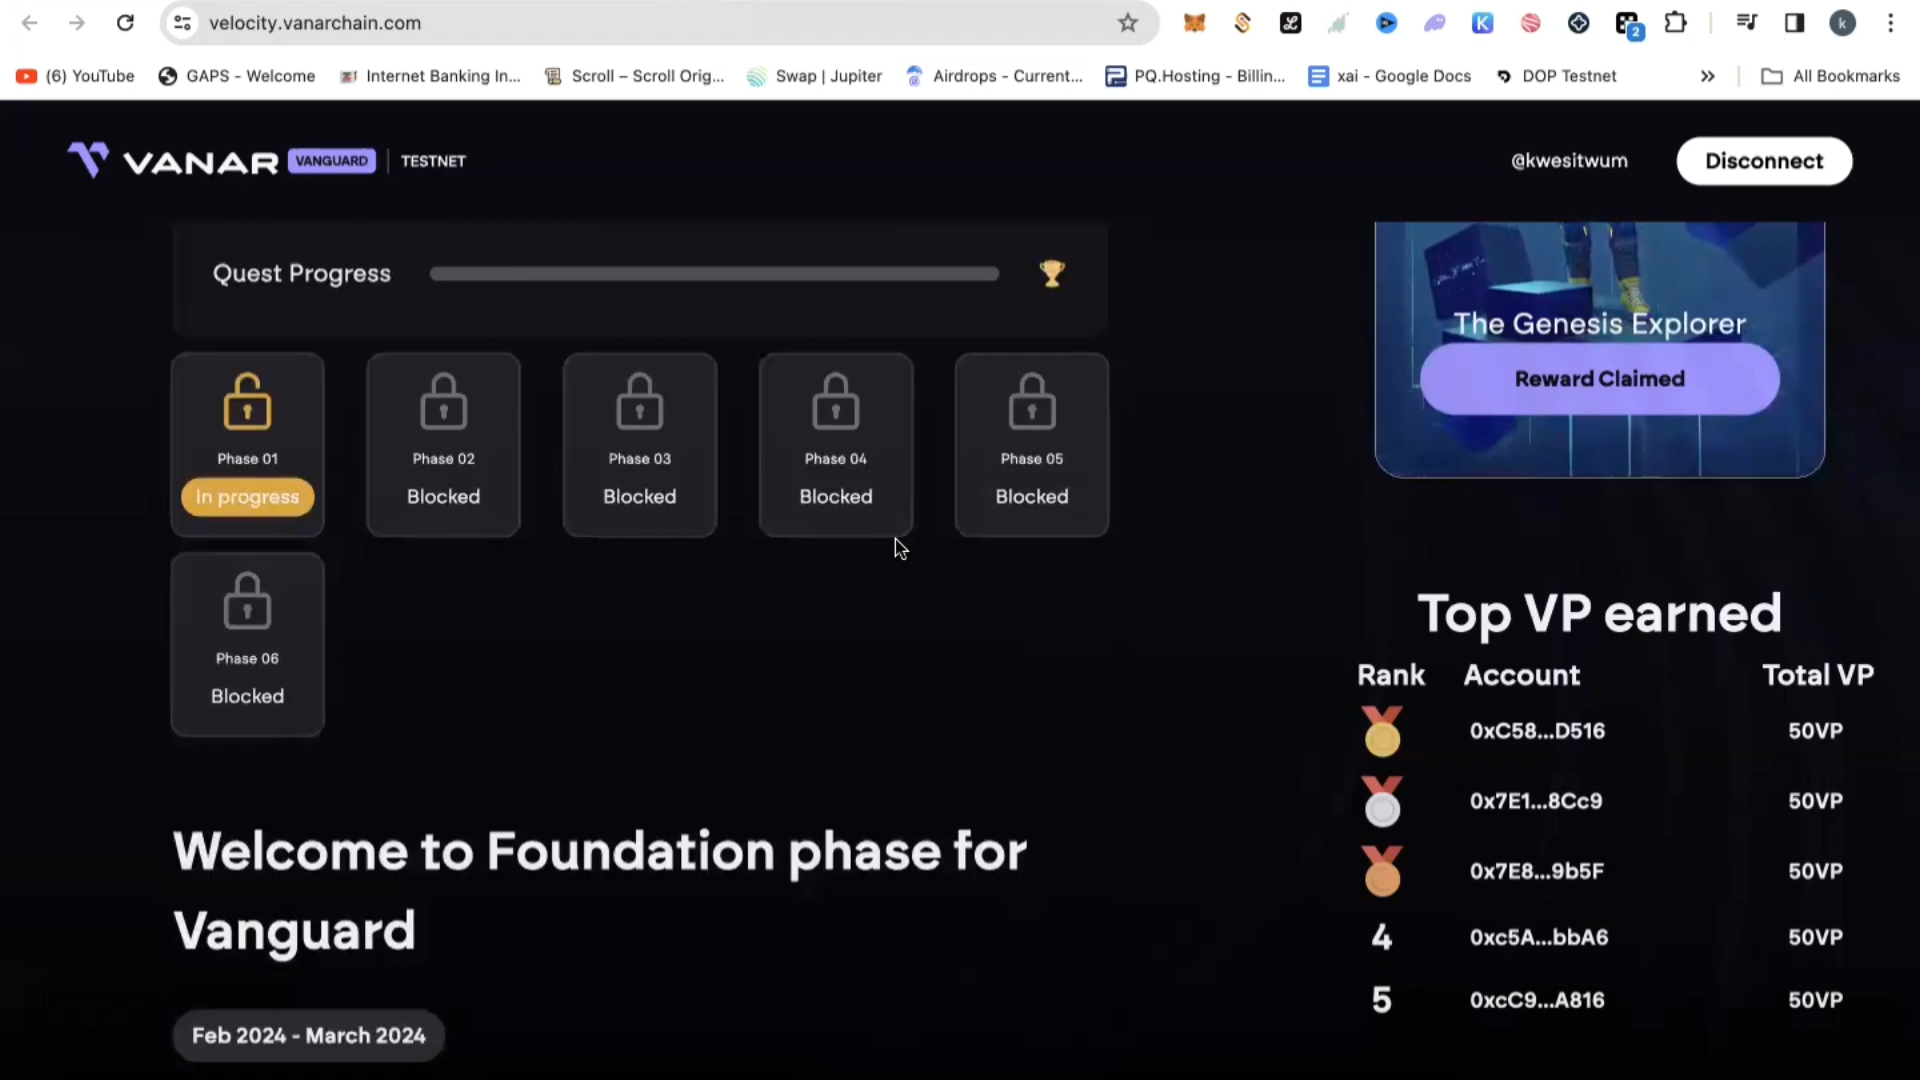 velocity.vanarchain.com
2
k
(6) YouTube
GAPS - Welcome
Internet Banking In...
Scroll – Scroll Orig...
Swap | Jupiter
Airdrops - Current...
PQ.Hosting - Billin...
xai - Google Docs
DOP Testnet
All Bookmarks
VANAR VANGUARD TESTNET
@kwesitwum
Disconnect
Quest Progress
Phase 01
In progress
Phase 02
Blocked
Phase 03
Blocked
Phase 04
Blocked
Phase 05
Blocked
Phase 06
Blocked
The Genesis Explorer
Reward Claimed
Top VP earned
Rank Account Total VP
0xC58...D516 50VP
0x7E1...8Cc9 50VP
0x7E8...9b5F 50VP
4 0xc5A...bbA6 50VP
5 0xcC9...A816 50VP
Welcome to Foundation phase for
Vanguard
Feb 2024 - March 2024